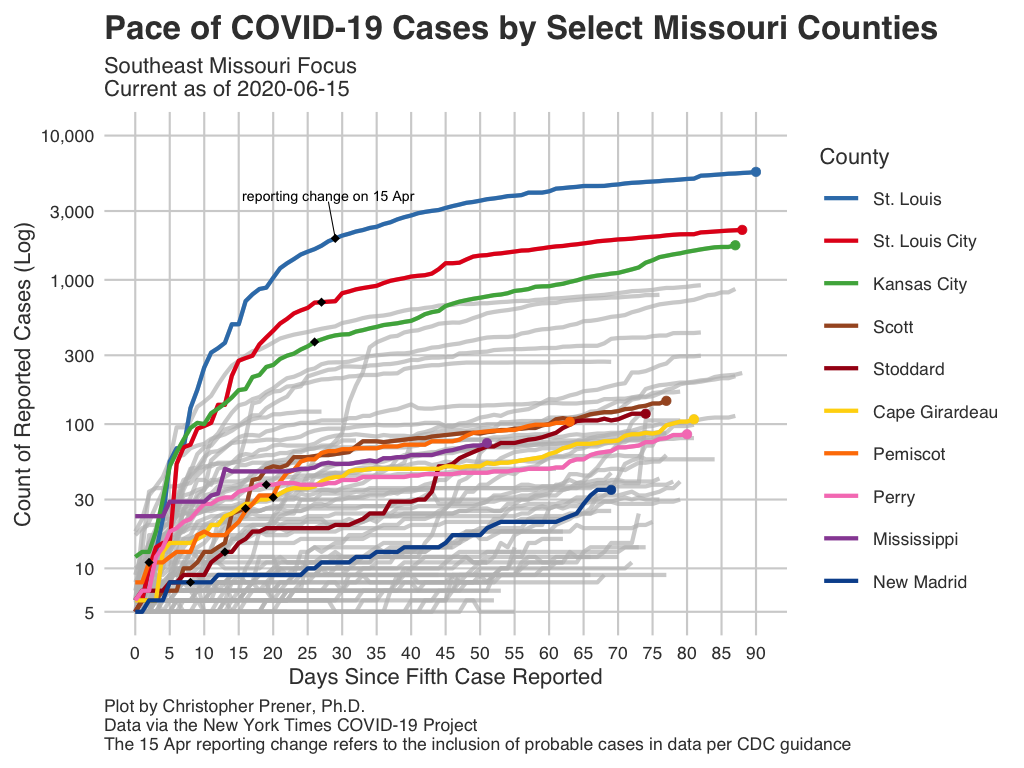 Pace of COVID-19 Cases by Select Missouri Counties
Southeast Missouri Focus
Current as of 2020-06-15
10,000
3,000
1,000
300
100
30
10
5
Count of Reported Cases (Log)
reporting change on 15 Apr
0 5 10 15 20 25 30 35 40 45 50 55 60 65 70 75 80 85 90
Days Since Fifth Case Reported
County
St. Louis
St. Louis City
Kansas City
Scott
Stoddard
Cape Girardeau
Pemiscot
Perry
Mississippi
New Madrid
Plot by Christopher Prener, Ph.D.
Data via the New York Times COVID-19 Project
The 15 Apr reporting change refers to the inclusion of probable cases in data per CDC guidance